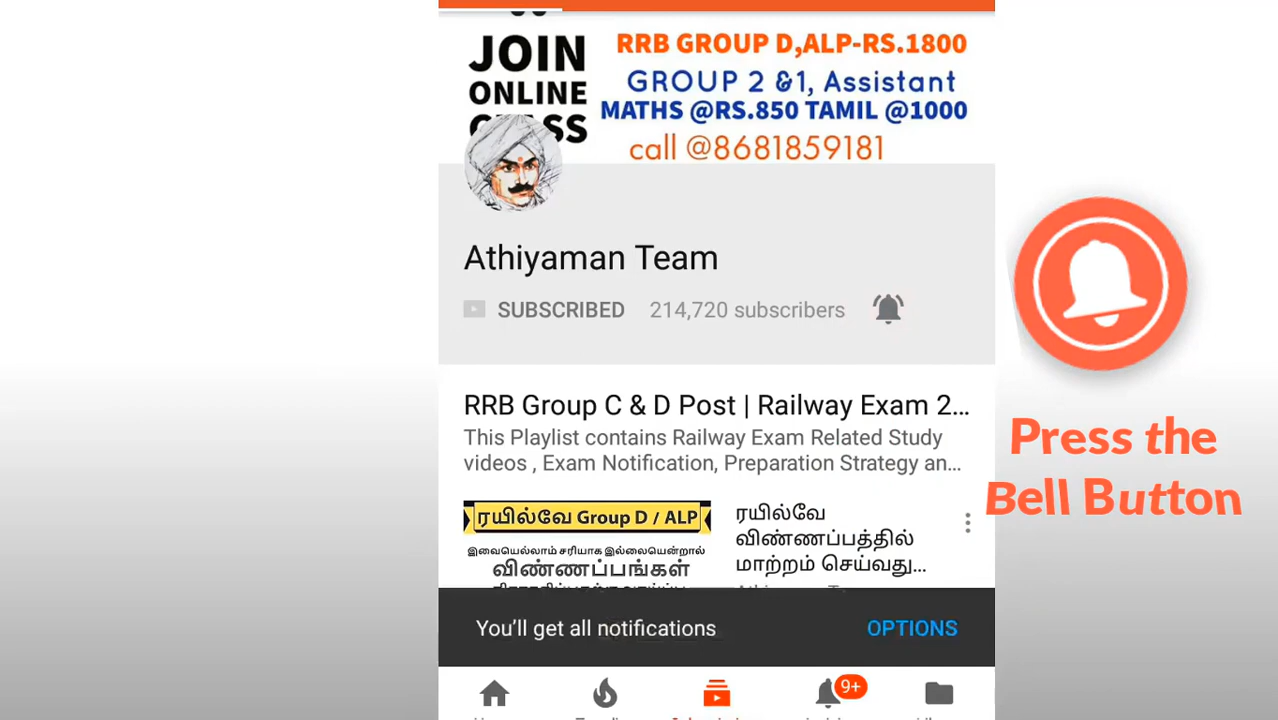 JOIN
ONLINE
CLASS
RRB GROUP D,ALP-RS.1800
GROUP 2 &1, Assistant
MATHS @RS.850 TAMIL @1000
call @8681859181
Athiyaman Team
SUBSCRIBED 214,720 subscribers
RRB Group C & D Post | Railway Exam 2...
This Playlist contains Railway Exam Related Study
videos , Exam Notification, Preparation Strategy an...
ரயில்வே Group D / ALP
இவையெல்லாம் சரியாக இல்லையென்றால்
விண்ணப்பங்கள்
ரயில்வே
விண்ணப்பத்தில்
மாற்றம் செய்வது...
You'll get all notifications OPTIONS
9+
Press the
Bell Button